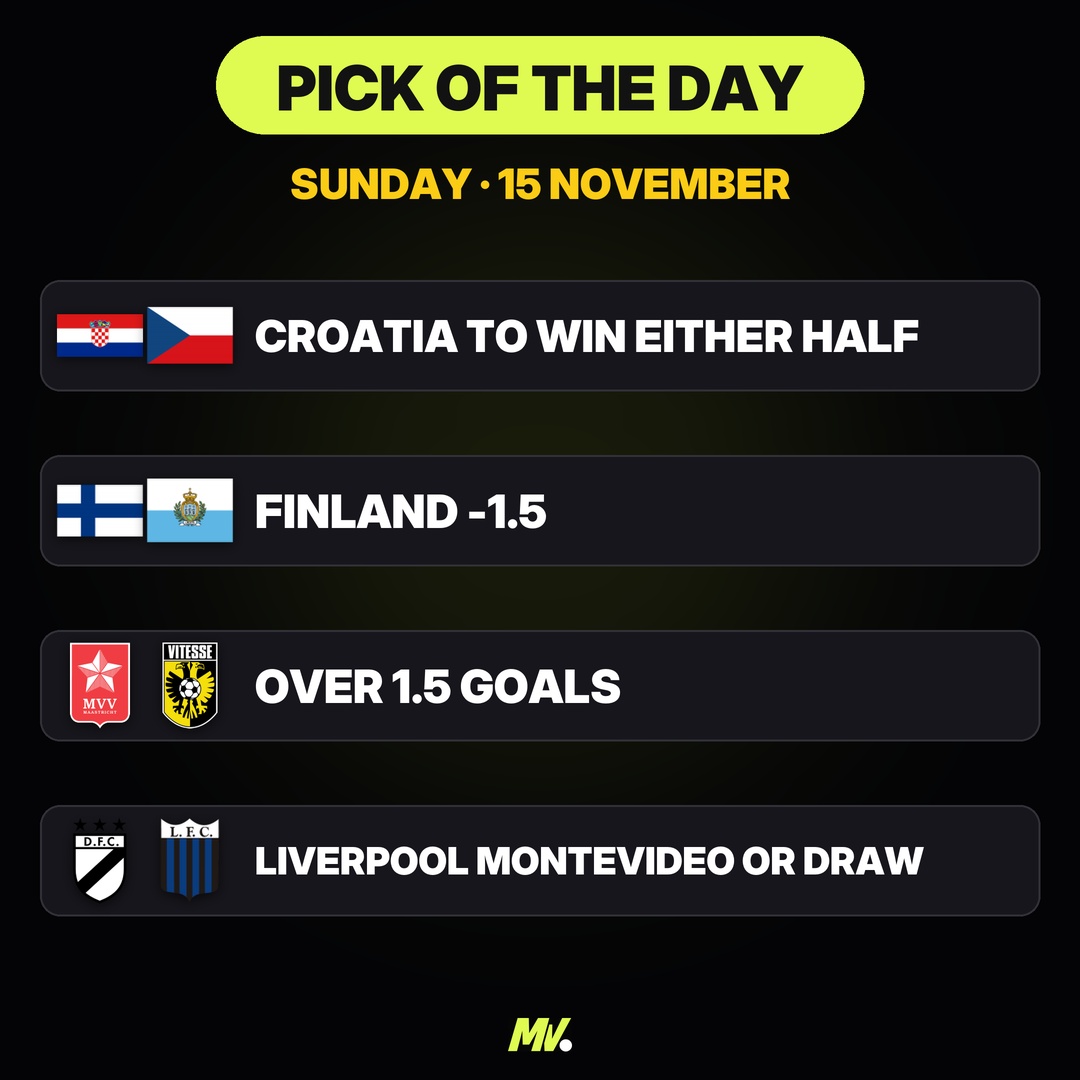 PICK OF THE DAY
SUNDAY · 15 NOVEMBER
CROATIA TO WIN EITHER HALF
FINLAND -1.5
MVV
MAASTRICHT
VITESSE
OVER 1.5 GOALS
D.F.C.
L.F.C.
LIVERPOOL MONTEVIDEO OR DRAW
MV.